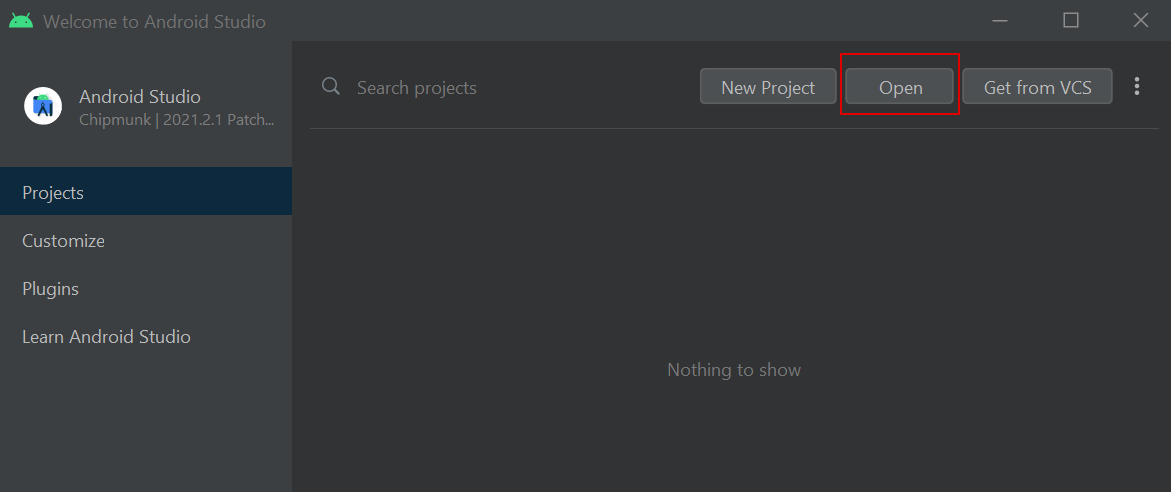 Welcome to Android Studio
Android Studio
Chipmunk | 2021.2.1 Patch...
Projects
Customize
Plugins
Learn Android Studio
Search projects
New Project
Open
Get from VCS
Nothing to show